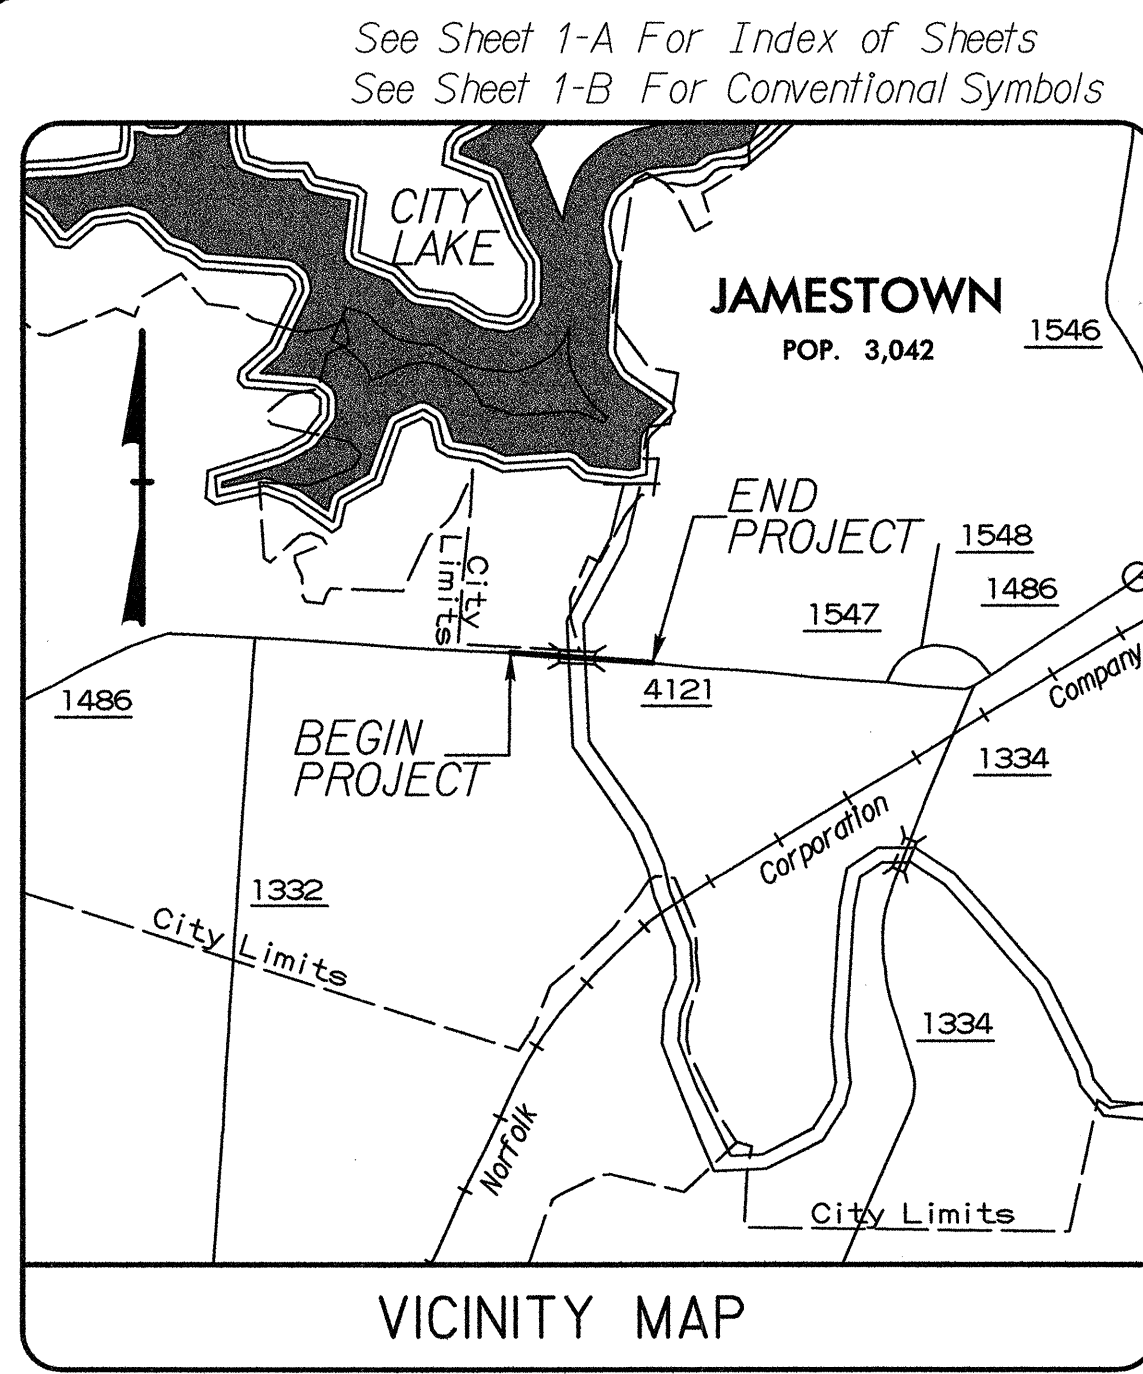 See Sheet 1-A For Index of Sheets
See Sheet 1-B For Conventional Symbols
CITY
LAKE
JAMESTOWN
POP. 3,042
1546
END
PROJECT
1548
1486
1547
City
Limits
4121
1486
Company
BEGIN
PROJECT
1334
Corporation
1332
City Limits
1334
Norfolk
City Limits
VICINITY MAP